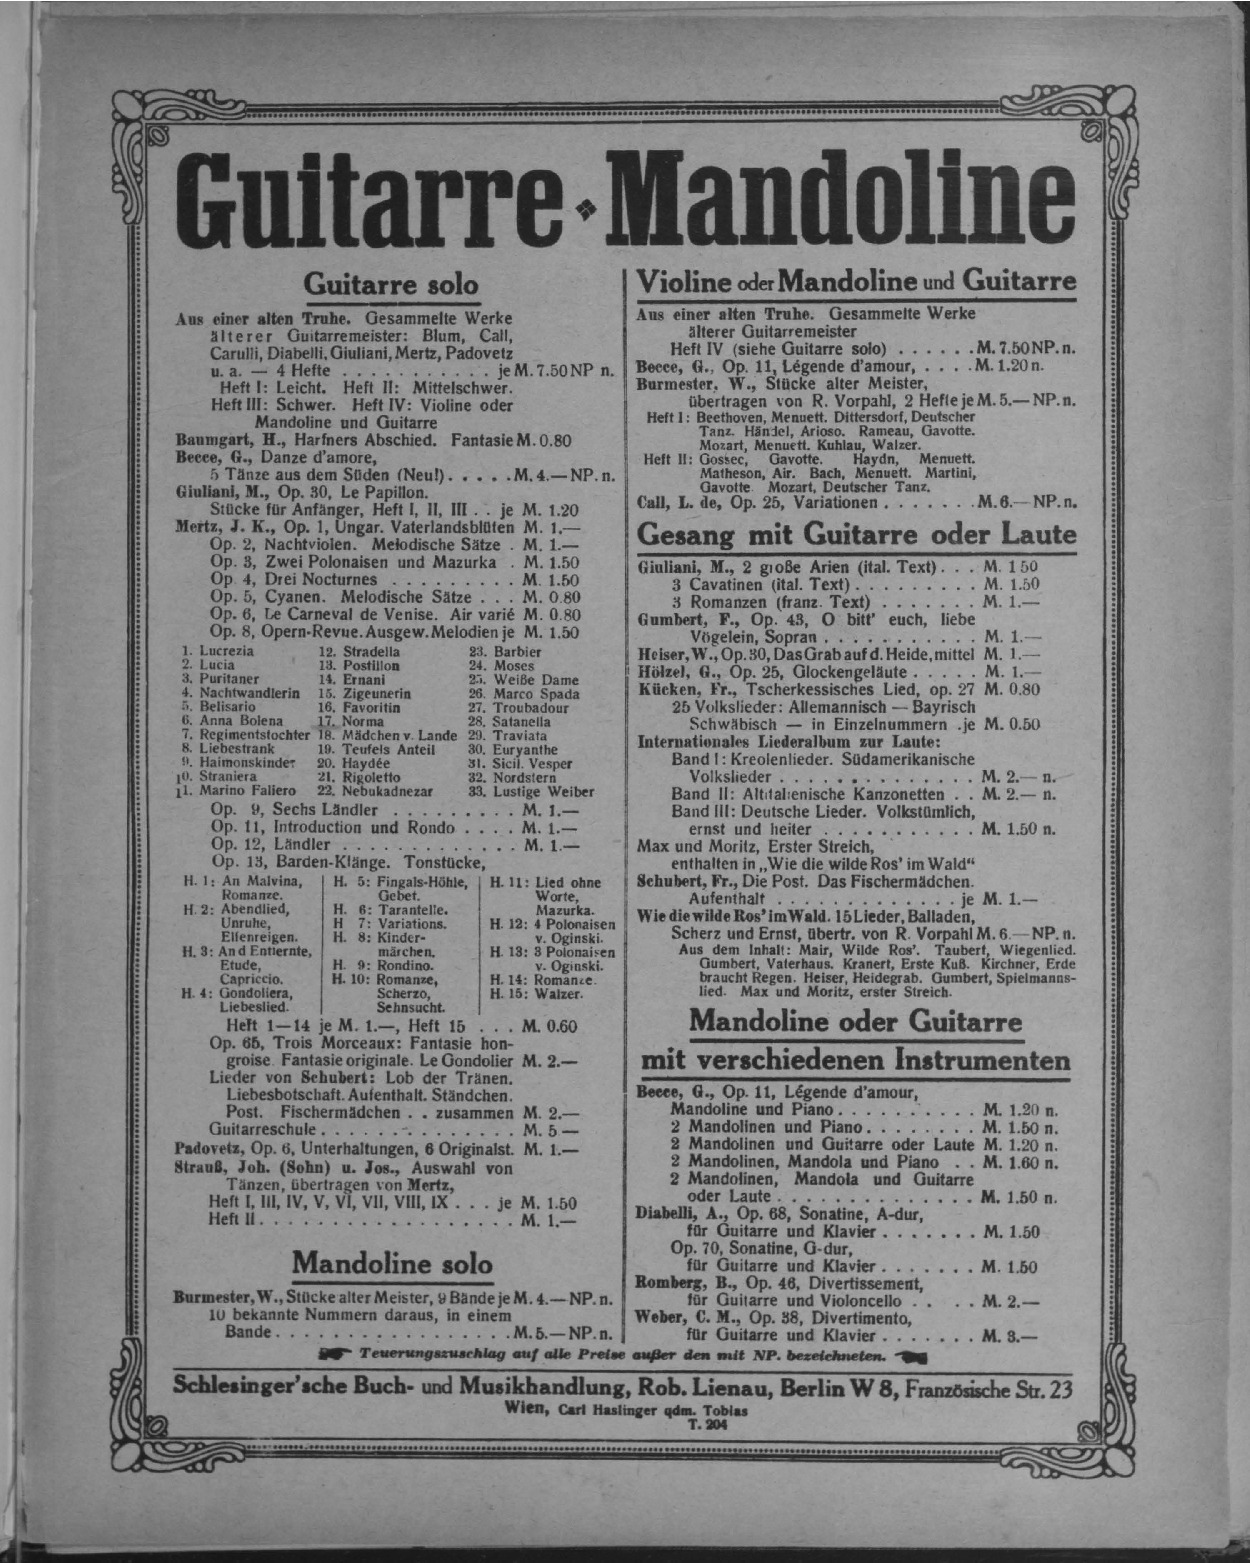 Guitarre Mandoline
Guitarre solo
Aus einer alten Truhe. Gesammelte Werke
älterer Guitarremeister: Blum, Call,
Carulli, Diabelli, Giuliani, Mertz, Padovetz
u. a. — 4 Hefte . . . . . . . . . . . je M. 7.50 NP n.
Heft I: Leicht. Heft II: Mittelschwer.
Heft III: Schwer. Heft IV: Violine oder
Mandoline und Guitarre
Baumgart, H., Harfners Abschied. Fantasie M. 0.80
Becce, G., Danze d'amore,
5 Tänze aus dem Süden (Neu!) . . . . . M. 4.— NP. n.
Giuliani, M., Op. 30, Le Papillon.
Stücke für Anfänger, Heft I, II, III . . je M. 1.20
Mertz, J. K., Op. 1, Ungar. Vaterlandsblüten M. 1.—
Op. 2, Nachtviolen. Melodische Sätze . M. 1.—
Op. 3, Zwei Polonaisen und Mazurka . M. 1.50
Op. 4, Drei Nocturnes . . . . . . . . . M. 1.50
Op. 5, Cyanen. Melodische Sätze . . . M. 0.80
Op. 6, Le Carneval de Venise. Air varié M. 0.80
Op. 8, Opern-Revue. Ausgew. Melodien je M. 1.50
1. Lucrezia 12. Stradella 23. Barbier
2. Lucia 13. Postillon 24. Moses
3. Puritaner 14. Ernani 25. Weiße Dame
4. Nachtwandlerin 15. Zigeunerin 26. Marco Spada
5. Belisario 16. Favoritin 27. Troubadour
6. Anna Bolena 17. Norma 28. Satanella
7. Regimentstochter 18. Mädchen v. Lande 29. Traviata
8. Liebestrank 19. Teufels Anteil 30. Euryanthe
9. Haimonskinder 20. Haydée 31. Sicil. Vesper
10. Straniera 21. Rigoletto 32. Nordstern
11. Marino Faliero 22. Nebukadnezar 33. Lustige Weiber
Op. 9, Sechs Ländler . . . . . . . . . M. 1.—
Op. 11, Introduction und Rondo . . . . M. 1.—
Op. 12, Ländler . . . . . . . . . . . . M. 1.—
Op. 13, Barden-Klänge. Tonstücke,
H. 1: An Malvina, H. 5: Fingals-Höhle, H. 11: Lied ohne
Romanze. Gebet. Worte,
H. 2: Abendlied, H. 6: Tarantelle. Mazurka.
Unruhe, H 7: Variations. H. 12: 4 Polonaisen
Elfenreigen. H. 8: Kinder- v. Oginski.
H. 3: An d Entfernte, märchen. H. 13: 3 Polonaisen
Etude, H. 9: Rondino. v. Oginski.
Capriccio. H. 10: Romanze, H. 14: Romance.
H. 4: Gondoliera, Scherzo, H. 15: Walzer.
Liebeslied. Sehnsucht.
Heft 1—14 je M. 1.—, Heft 15 . . . M. 0.60
Op. 65, Trois Morceaux: Fantasie hon-
groise. Fantasie originale. Le Gondolier M. 2.—
Lieder von Schubert: Lob der Tränen.
Liebesbotschaft. Aufenthalt. Ständchen.
Post. Fischermädchen . . zusammen M. 2.—
Guitarreschule . . . . . . . . . . . . . . M. 5 —
Padovetz, Op. 6, Unterhaltungen, 6 Originalst. M. 1.—
Strauß, Joh. (Sohn) u. Jos., Auswahl von
Tänzen, übertragen von Mertz,
Heft I, III, IV, V, VI, VII, VIII, IX . . . je M. 1.50
Heft II . . . . . . . . . . . . . . . . . . M. 1.—
Mandoline solo
Burmester, W., Stücke alter Meister, 9 Bände je M. 4.— NP. n.
10 bekannte Nummern daraus, in einem
Bande . . . . . . . . . . . . . . . . . M. 5.— NP. n.
Violine oder Mandoline und Guitarre
Aus einer alten Truhe. Gesammelte Werke
älterer Guitarremeister
Heft IV (siehe Guitarre solo) . . . . . . M. 7.50 NP. n.
Becce, G., Op. 11, Légende d'amour, . . . . M. 1.20 n.
Burmester, W., Stücke alter Meister,
übertragen von R. Vorpahl, 2 Hefte je M. 5.— NP. n.
Heft I: Beethoven, Menuett. Dittersdorf, Deutscher
Tanz. Händel, Arioso. Rameau, Gavotte.
Mozart, Menuett. Kuhlau, Walzer.
Heft II: Gossec, Gavotte. Haydn, Menuett.
Matheson, Air. Bach, Menuett. Martini,
Gavotte. Mozart, Deutscher Tanz.
Call, L. de, Op. 25, Variationen . . . . . . . M. 6.— NP. n.
Gesang mit Guitarre oder Laute
Giuliani, M., 2 große Arien (ital. Text) . . . M. 1 50
3 Cavatinen (ital. Text) . . . . . . . . . M. 1.50
3 Romanzen (franz. Text) . . . . . . . M. 1.—
Gumbert, F., Op. 43, O bitt' euch, liebe
Vögelein, Sopran . . . . . . . . . . . M. 1.—
Heiser, W., Op. 30, Das Grab auf d. Heide, mittel M. 1.—
Hölzel, G., Op. 25, Glockengeläute . . . . . M. 1.—
Kücken, Fr., Tscherkessisches Lied, op. 27 M. 0.80
25 Volkslieder: Allemannisch — Bayrisch
Schwäbisch — in Einzelnummern . je M. 0.50
Internationales Liederalbum zur Laute:
Band I: Kreolenlieder. Südamerikanische
Volkslieder . . . . . . . . . . . . . . M. 2.— n.
Band II: Altitalienische Kanzonetten . . M. 2.— n.
Band III: Deutsche Lieder. Volkstümlich,
ernst und heiter . . . . . . . . . . . M. 1.50 n.
Max und Moritz, Erster Streich,
enthalten in „Wie die wilde Ros' im Wald“
Schubert, Fr., Die Post. Das Fischermädchen.
Aufenthalt . . . . . . . . . . . . . je M. 1.—
Wie die wilde Ros' im Wald. 15 Lieder, Balladen,
Scherz und Ernst, übertr. von R. Vorpahl M. 6.— NP. n.
Aus dem Inhalt: Mair, Wilde Ros'. Taubert, Wiegenlied.
Gumbert, Vaterhaus. Kranert, Erste Kuß. Kirchner, Erde
braucht Regen. Heiser, Heidegrab. Gumbert, Spielmanns-
lied. Max und Moritz, erster Streich.
Mandoline oder Guitarre
mit verschiedenen Instrumenten
Becce, G., Op. 11, Légende d'amour,
Mandoline und Piano . . . . . . . . . . M. 1.20 n.
2 Mandolinen und Piano . . . . . . . . M. 1.50 n.
2 Mandolinen und Guitarre oder Laute M. 1.20 n.
2 Mandolinen, Mandola und Piano . . M. 1.60 n.
2 Mandolinen, Mandola und Guitarre
oder Laute . . . . . . . . . . . . . . M. 1.50 n.
Diabelli, A., Op. 68, Sonatine, A-dur,
für Guitarre und Klavier . . . . . . . M. 1.50
Op. 70, Sonatine, G-dur,
für Guitarre und Klavier . . . . . . . M. 1.50
Romberg, B., Op. 46, Divertissement,
für Guitarre und Violoncello . . . . M. 2.—
Weber, C. M., Op. 38, Divertimento,
für Guitarre und Klavier . . . . . . . M. 3.—
Teuerungszuschlag auf alle Preise außer den mit NP. bezeichneten.
Schlesinger'sche Buch- und Musikhandlung, Rob. Lienau, Berlin W 8, Französische Str. 23
Wien, Carl Haslinger qdm. Tobias
T. 204